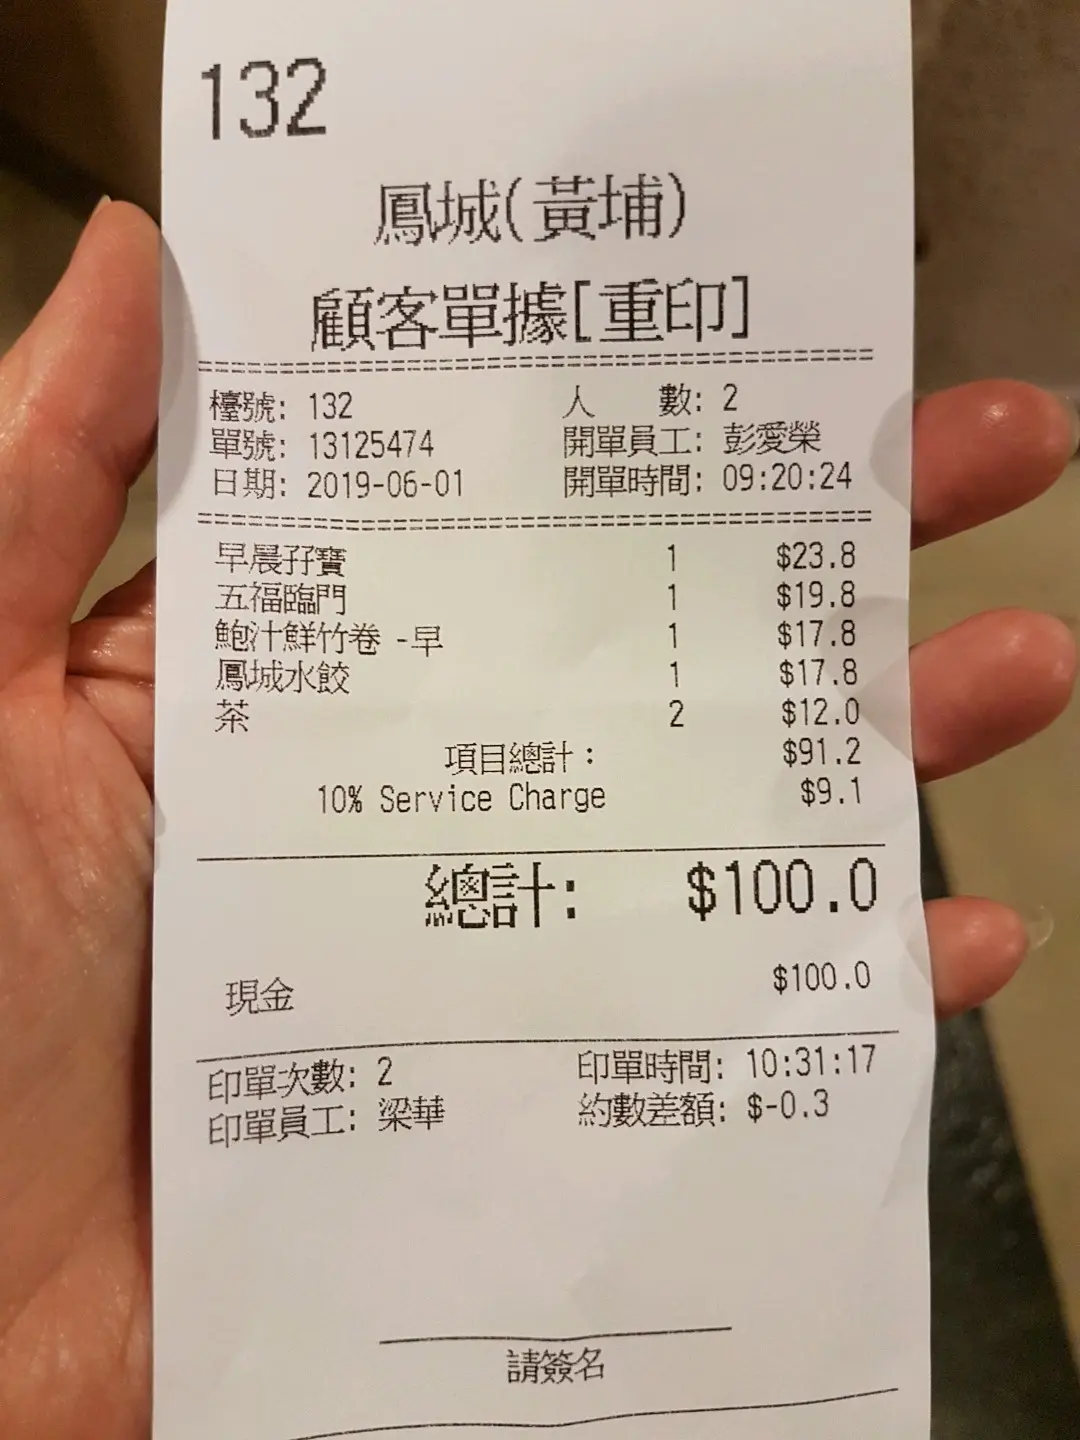 132
鳳城(黃埔)
顧客單據[重印]
檯號: 132 人 數: 2
單號: 13125474 開單員工: 彭愛榮
日期: 2019-06-01 開單時間: 09:20:24
早晨孖寶 1 $23.8
五福臨門 1 $19.8
鮑汁鮮竹卷 -早 1 $17.8
鳳城水餃 1 $17.8
茶 2 $12.0
項目總計: $91.2
10% Service Charge $9.1
總計: $100.0
現金 $100.0
印單次數: 2 印單時間: 10:31:17
印單員工: 梁華 約數差額: $-0.3
請簽名